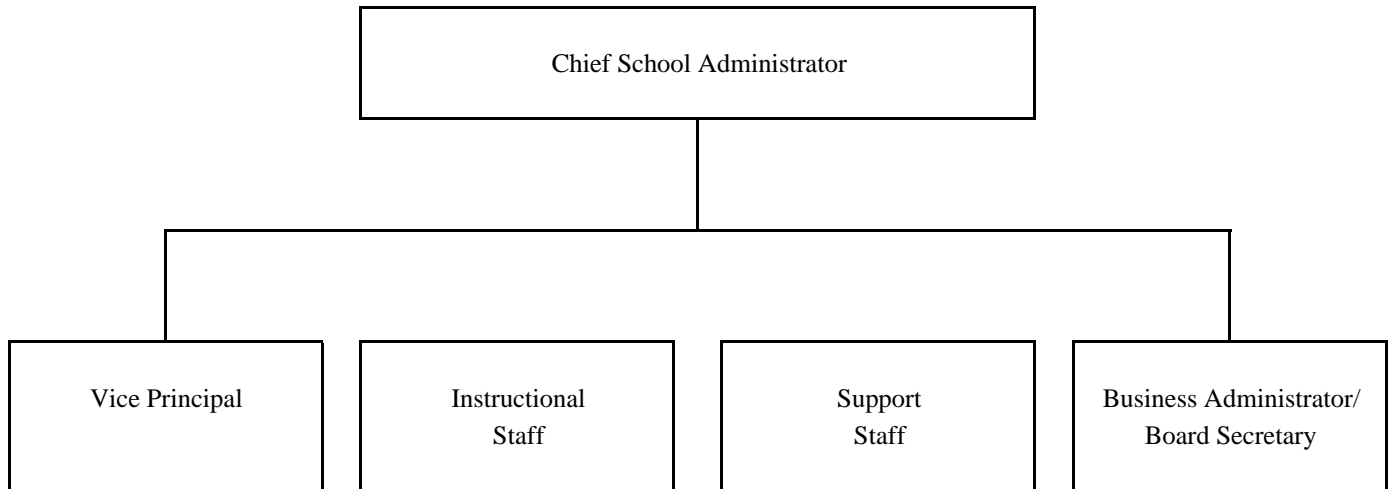 Chief School Administrator
Vice Principal
Instructional
Staff
Support
Staff
Business Administrator/
Board Secretary